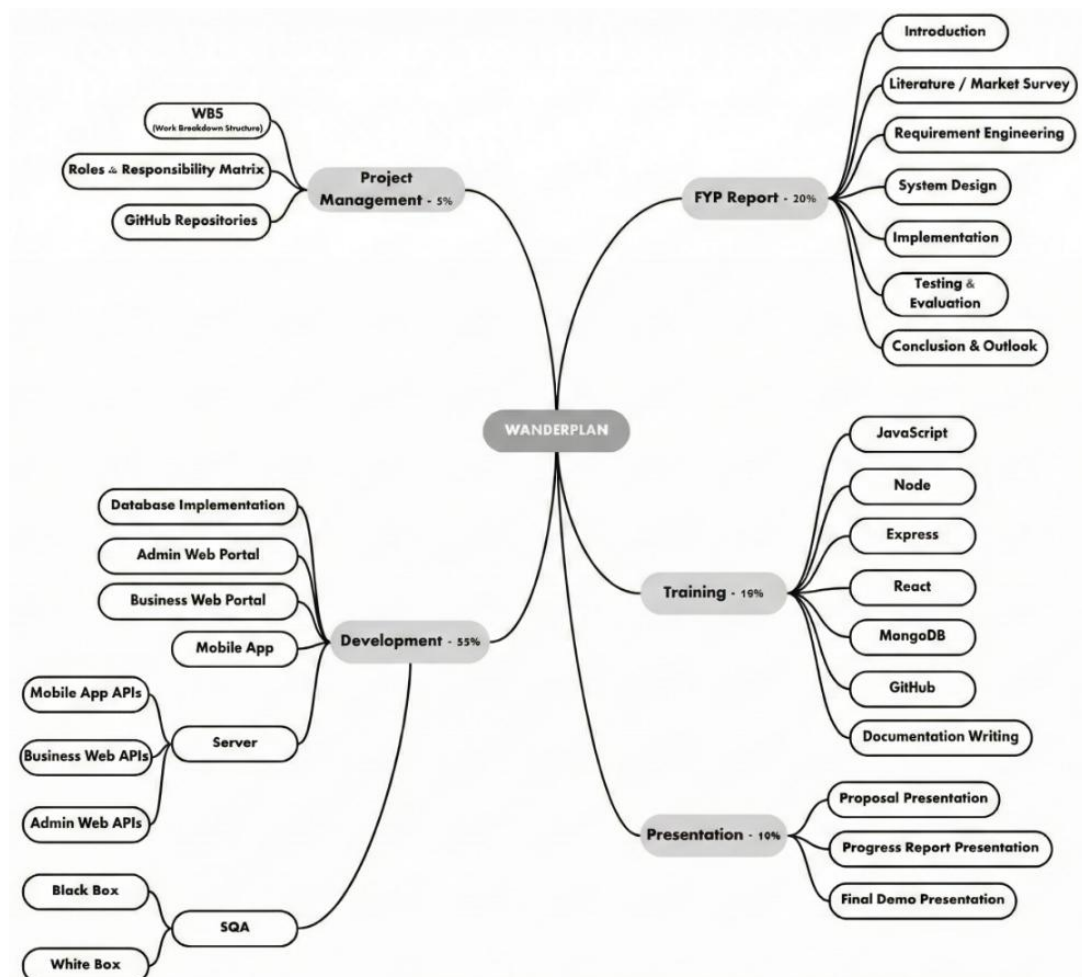 WANDERPLAN
Project
Management - 5%
WB5
(Work Breakdown Structure)
Roles & Responsibility Matrix
GitHub Repositories
FYP Report - 20%
Introduction
Literature / Market Survey
Requirement Engineering
System Design
Implementation
Testing &
Evaluation
Conclusion & Outlook
Development - 55%
Database Implementation
Admin Web Portal
Business Web Portal
Mobile App
Server
Mobile App APIs
Business Web APIs
Admin Web APIs
SQA
Black Box
White Box
Training - 19%
JavaScript
Node
Express
React
MangoDB
GitHub
Documentation Writing
Presentation - 19%
Proposal Presentation
Progress Report Presentation
Final Demo Presentation